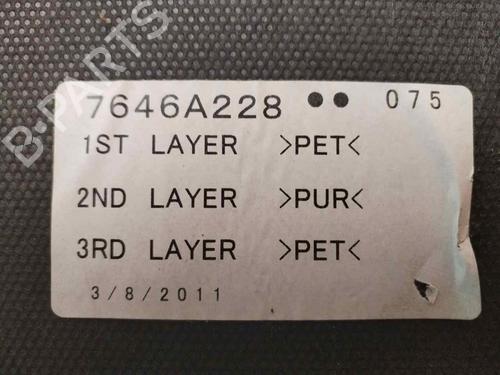 B-PARTS
7646A228 ●● 075
1ST LAYER >PET<
2ND LAYER >PUR<
3RD LAYER >PET<
3/8/2011